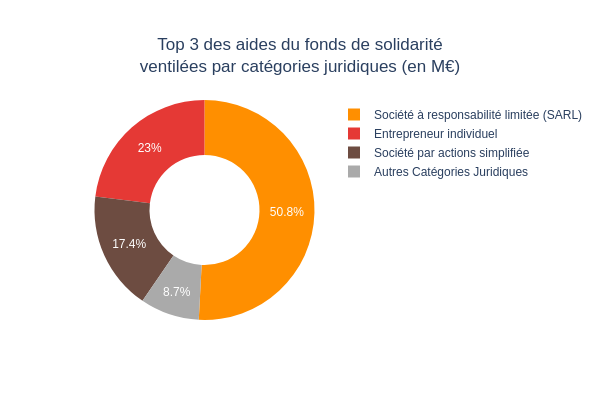 Top 3 des aides du fonds de solidarité
ventilées par catégories juridiques (en M€)
Société à responsabilité limitée (SARL)
Entrepreneur individuel
Société par actions simplifiée
Autres Catégories Juridiques
23%
50.8%
17.4%
8.7%